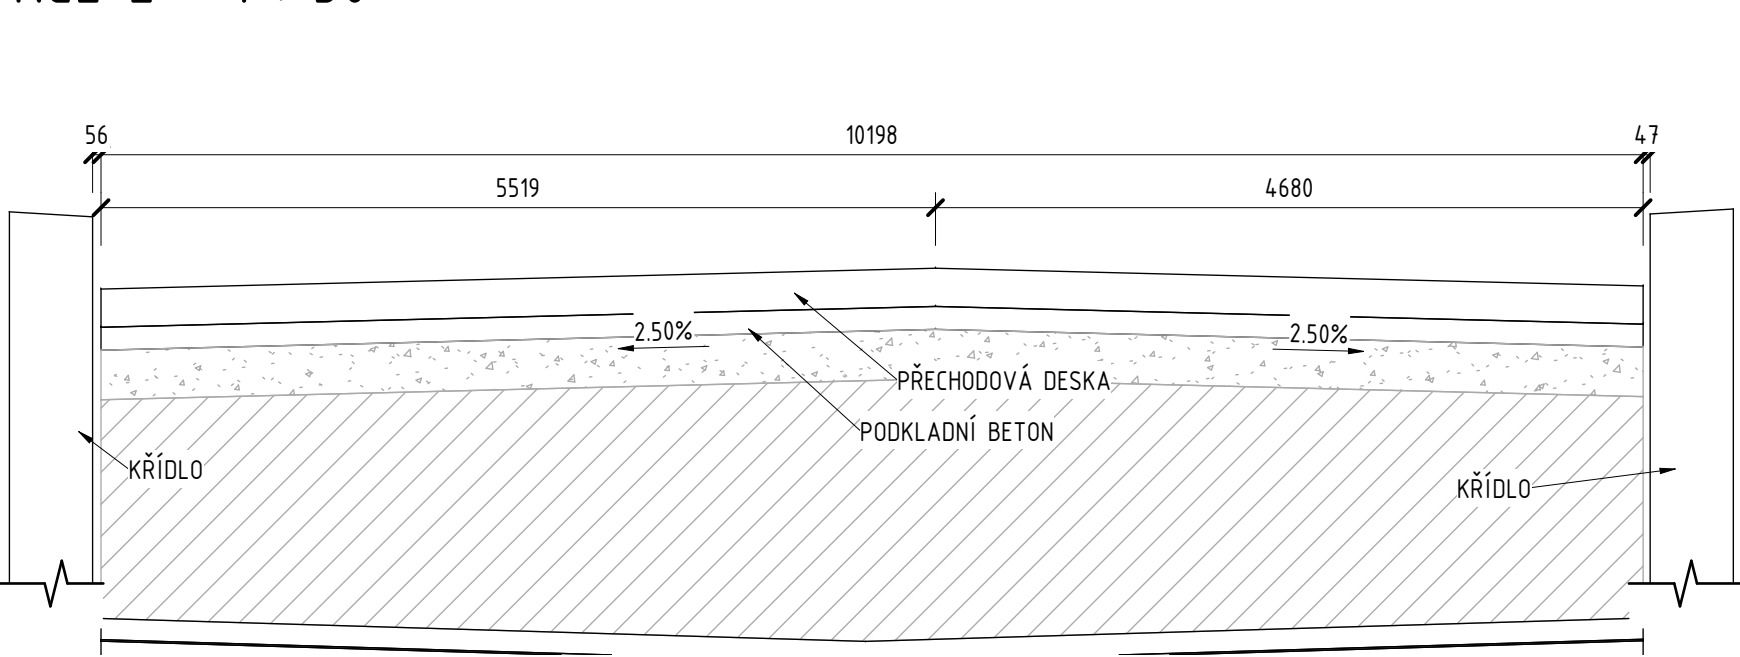 56
10198
47
5519
4680
2.50%
2.50%
PŘECHODOVÁ DESKA
PODKLADNÍ BETON
KŘÍDLO
KŘÍDLO